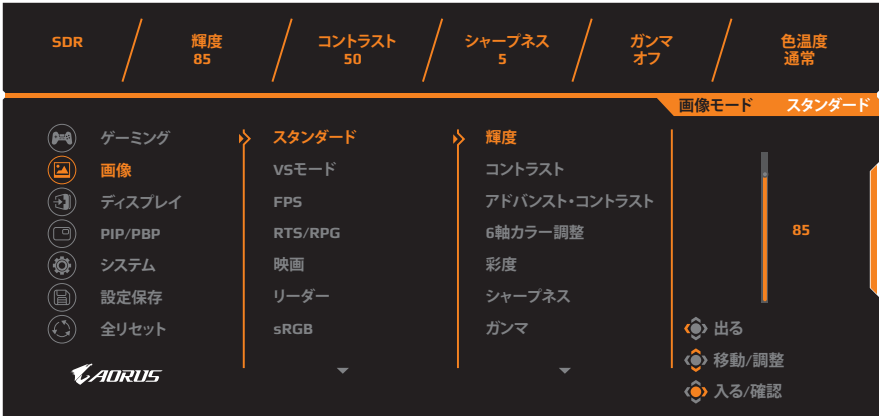 SDR
輝度
85
コントラスト
50
シャープネス
5
ガンマ
オフ
色温度
通常
画像モード スタンダード
ゲーミング
画像
ディスプレイ
PIP/PBP
システム
設定保存
全リセット
スタンダード
VSモード
FPS
RTS/RPG
映画
リーダー
sRGB
輝度
コントラスト
アドバンスト・コントラスト
6軸カラー調整
彩度
シャープネス
ガンマ
85
出る
移動/調整
入る/確認
AORUS